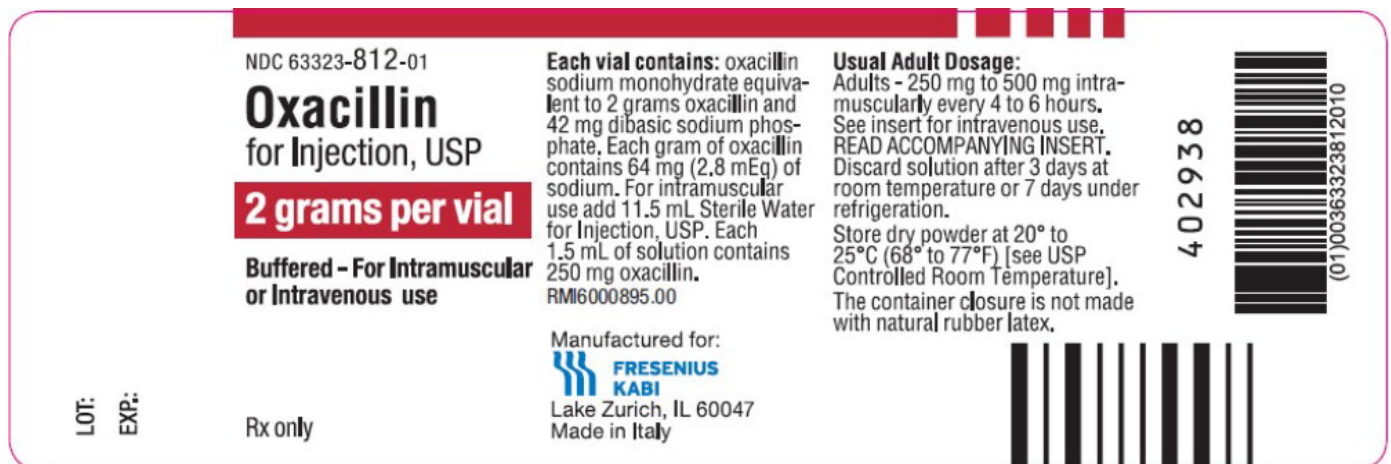 NDC 63323-812-01
Oxacillin
for Injection, USP
2 grams per vial
Buffered – For Intramuscular
or Intravenous use
Rx only
LOT:
EXP.:
Each vial contains: oxacillin
sodium monohydrate equiva-
lent to 2 grams oxacillin and
42 mg dibasic sodium phos-
phate. Each gram of oxacillin
contains 64 mg (2.8 mEq) of
sodium. For intramuscular
use add 11.5 mL Sterile Water
for Injection, USP. Each
1.5 mL of solution contains
250 mg oxacillin.
RMI6000895.00
Manufactured for:
FRESENIUS
KABI
Lake Zurich, IL 60047
Made in Italy
Usual Adult Dosage:
Adults - 250 mg to 500 mg intra-
muscularly every 4 to 6 hours.
See insert for intravenous use.
READ ACCOMPANYING INSERT.
Discard solution after 3 days at
room temperature or 7 days under
refrigeration.
Store dry powder at 20° to
25°C (68° to 77°F) [see USP
Controlled Room Temperature].
The container closure is not made
with natural rubber latex.
402938
(01)00363323812010